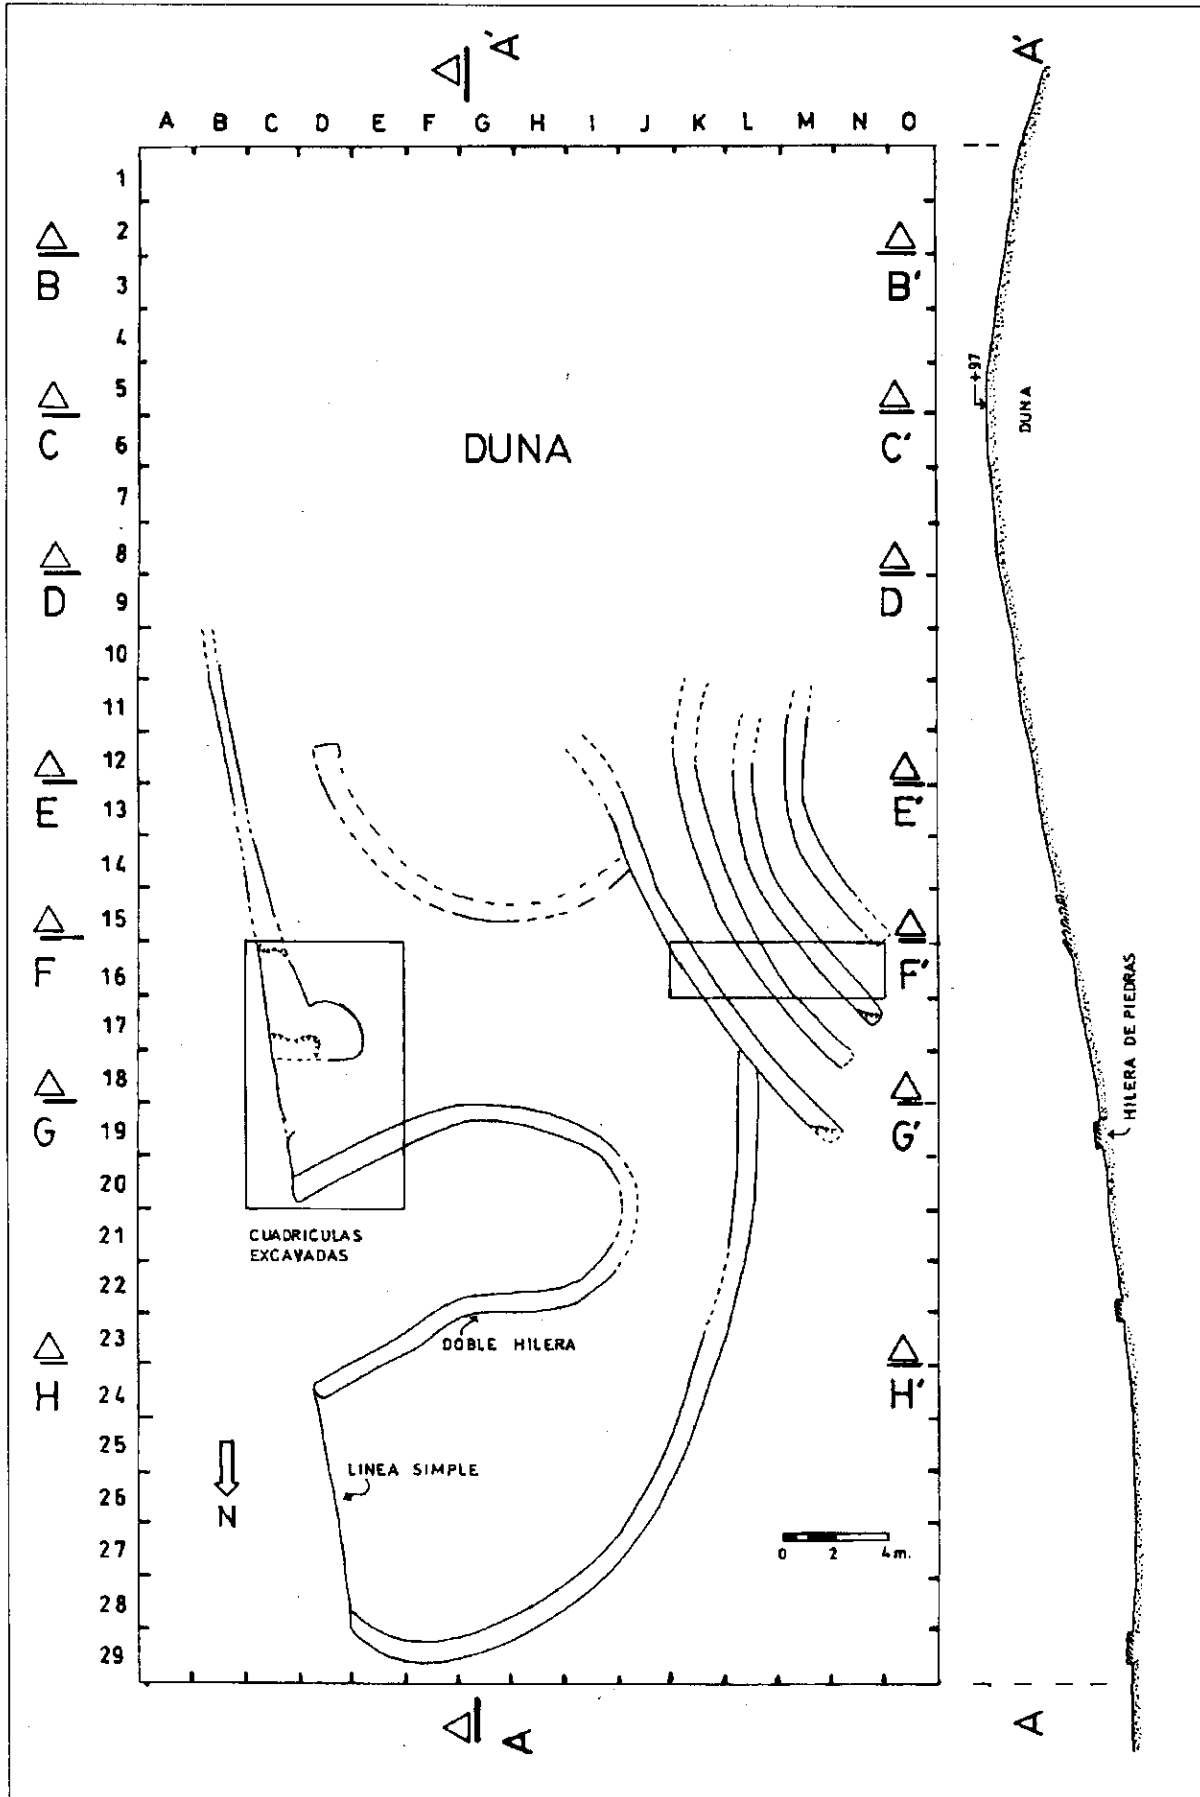 'A
A'
A B C D E F G H I J K L M N O
1
2
B B'
3
4
+97
5
DUNA
C C'
6
DUNA
7
8
D D
9
10
11
12
E E'
13
14
15
F F'
16
17
HILERA DE PIEDRAS
18
G G'
19
20
21
CUADRICULAS
EXCAVADAS
22
23
DOBLE HILERA
H H'
24
25
LINEA SIMPLE
26
N
27
0 2 4 m.
28
29
A
A